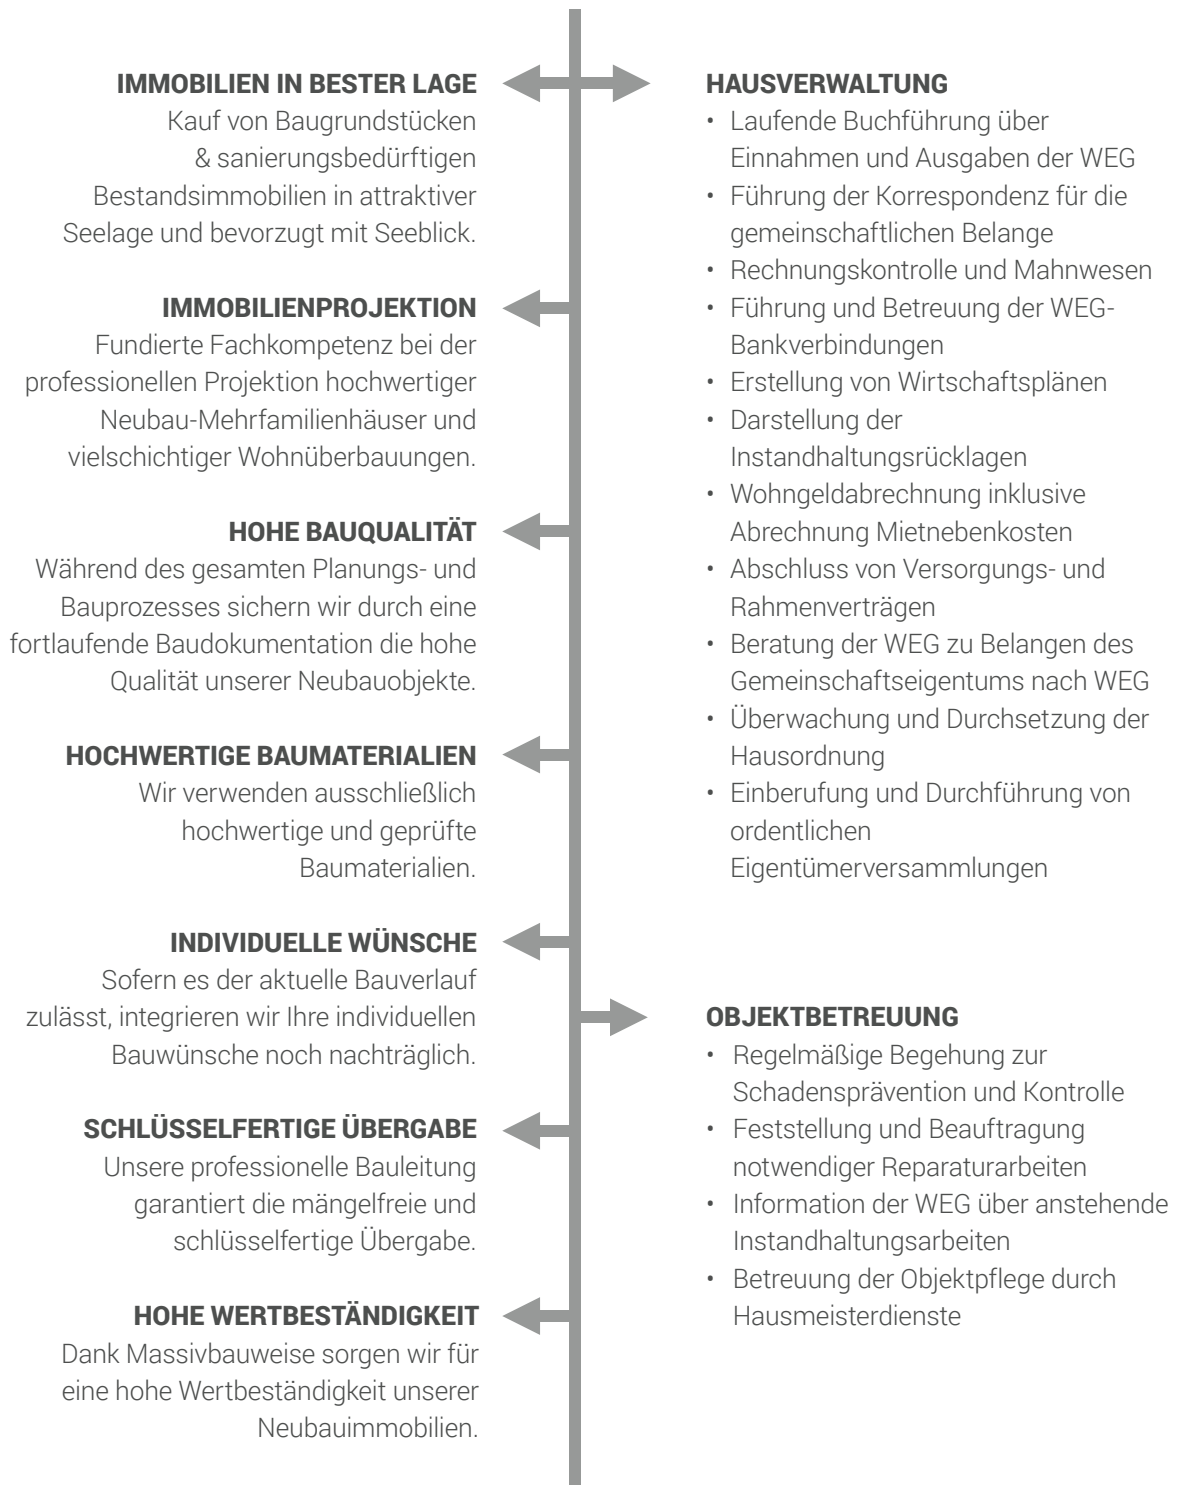 IMMOBILIEN IN BESTER LAGE
Kauf von Baugrundstücken
& sanierungsbedürftigen
Bestandsimmobilien in attraktiver
Seelage und bevorzugt mit Seeblick.
IMMOBILIENPROJEKTION
Fundierte Fachkompetenz bei der
professionellen Projektion hochwertiger
Neubau-Mehrfamilienhäuser und
vielschichtiger Wohnüberbauungen.
HOHE BAUQUALITÄT
Während des gesamten Planungs- und
Bauprozesses sichern wir durch eine
fortlaufende Baudokumentation die hohe
Qualität unserer Neubauobjekte.
HOCHWERTIGE BAUMATERIALIEN
Wir verwenden ausschließlich
hochwertige und geprüfte
Baumaterialien.
INDIVIDUELLE WÜNSCHE
Sofern es der aktuelle Bauverlauf
zulässt, integrieren wir Ihre individuellen
Bauwünsche noch nachträglich.
SCHLÜSSELFERTIGE ÜBERGABE
Unsere professionelle Bauleitung
garantiert die mängelfreie und
schlüsselfertige Übergabe.
HOHE WERTBESTÄNDIGKEIT
Dank Massivbauweise sorgen wir für
eine hohe Wertbeständigkeit unserer
Neubauimmobilien.
HAUSVERWALTUNG
• Laufende Buchführung über
Einnahmen und Ausgaben der WEG
• Führung der Korrespondenz für die
gemeinschaftlichen Belange
• Rechnungskontrolle und Mahnwesen
• Führung und Betreuung der WEG-
Bankverbindungen
• Erstellung von Wirtschaftsplänen
• Darstellung der
Instandhaltungsrücklagen
• Wohngeldabrechnung inklusive
Abrechnung Mietnebenkosten
• Abschluss von Versorgungs- und
Rahmenverträgen
• Beratung der WEG zu Belangen des
Gemeinschaftseigentums nach WEG
• Überwachung und Durchsetzung der
Hausordnung
• Einberufung und Durchführung von
ordentlichen
Eigentümerversammlungen
OBJEKTBETREUUNG
• Regelmäßige Begehung zur
Schadensprävention und Kontrolle
• Feststellung und Beauftragung
notwendiger Reparaturarbeiten
• Information der WEG über anstehende
Instandhaltungsarbeiten
• Betreuung der Objektpflege durch
Hausmeisterdienste